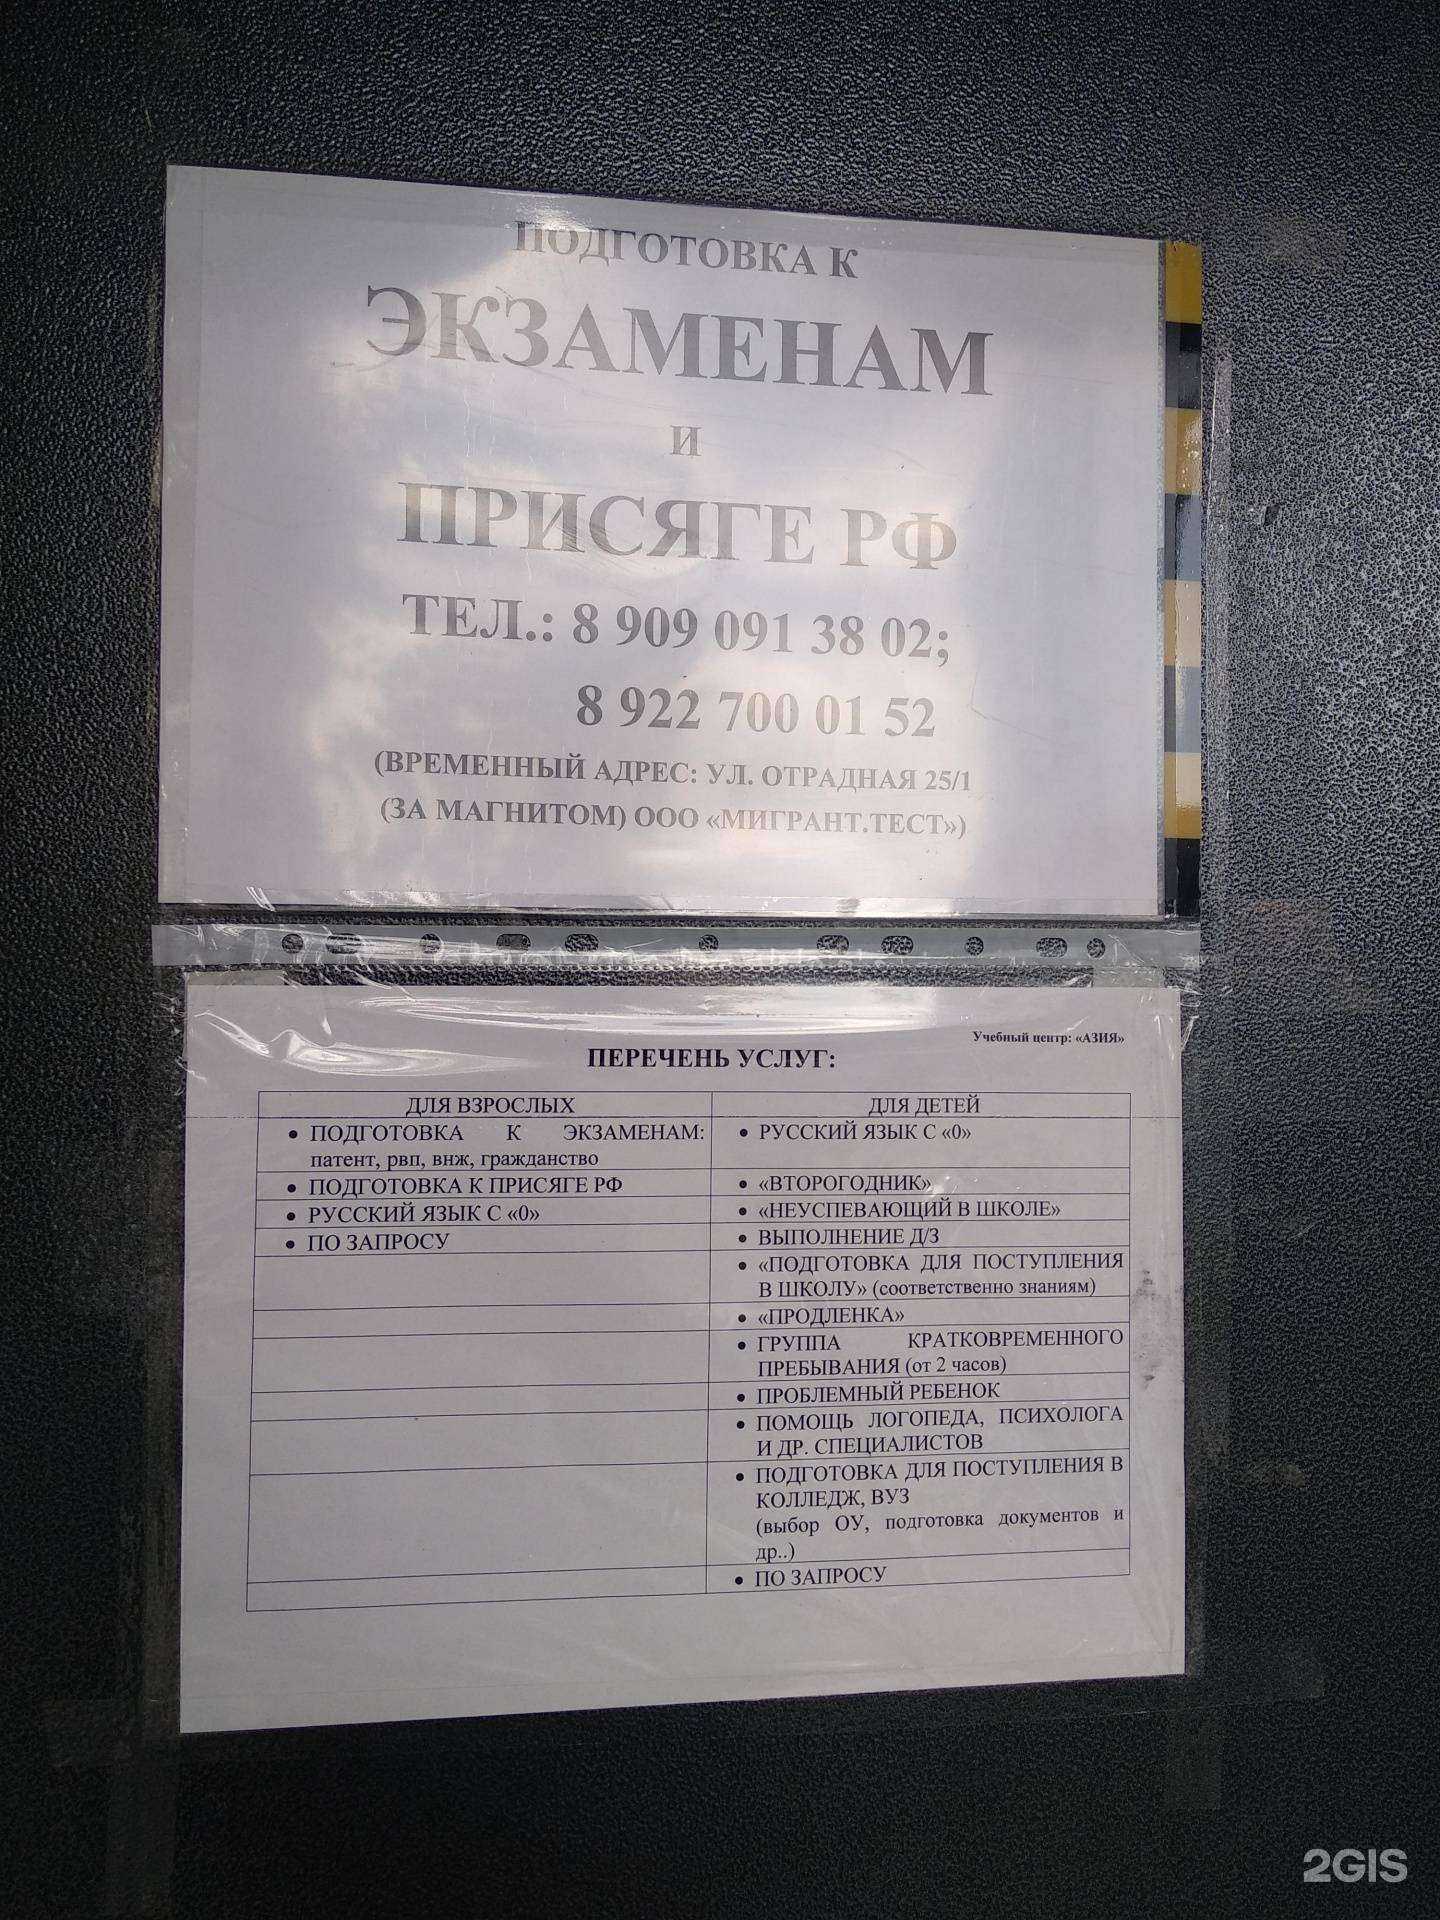 ПОДГОТОВКА К
ЭКЗАМЕНАМ
И
ПРИСЯГЕ РФ
ТЕЛ.: 8 909 091 38 02;
8 922 700 01 52
(ВРЕМЕННЫЙ АДРЕС: УЛ. ОТРАДНАЯ 25/1
(ЗА МАГНИТОМ) ООО «МИГРАНТ.ТЕСТ»)
Учебный центр: «АЗИЯ»
ПЕРЕЧЕНЬ УСЛУГ:
ДЛЯ ВЗРОСЛЫХ
• ПОДГОТОВКА К ЭКЗАМЕНАМ:
патент, рвп, внж, гражданство
• ПОДГОТОВКА К ПРИСЯГЕ РФ
• РУССКИЙ ЯЗЫК С «0»
• ПО ЗАПРОСУ
ДЛЯ ДЕТЕЙ
• РУССКИЙ ЯЗЫК С «0»
• «ВТОРОГОДНИК»
• «НЕУСПЕВАЮЩИЙ В ШКОЛЕ»
• ВЫПОЛНЕНИЕ Д/З
• «ПОДГОТОВКА ДЛЯ ПОСТУПЛЕНИЯ
В ШКОЛУ» (соответственно знаниям)
• «ПРОДЛЕНКА»
• ГРУППА КРАТКОВРЕМЕННОГО
ПРЕБЫВАНИЯ (от 2 часов)
• ПРОБЛЕМНЫЙ РЕБЕНОК
• ПОМОЩЬ ЛОГОПЕДА, ПСИХОЛОГА
И ДР. СПЕЦИАЛИСТОВ
• ПОДГОТОВКА ДЛЯ ПОСТУПЛЕНИЯ В
КОЛЛЕДЖ, ВУЗ
(выбор ОУ, подготовка документов и
др..)
• ПО ЗАПРОСУ
2GIS